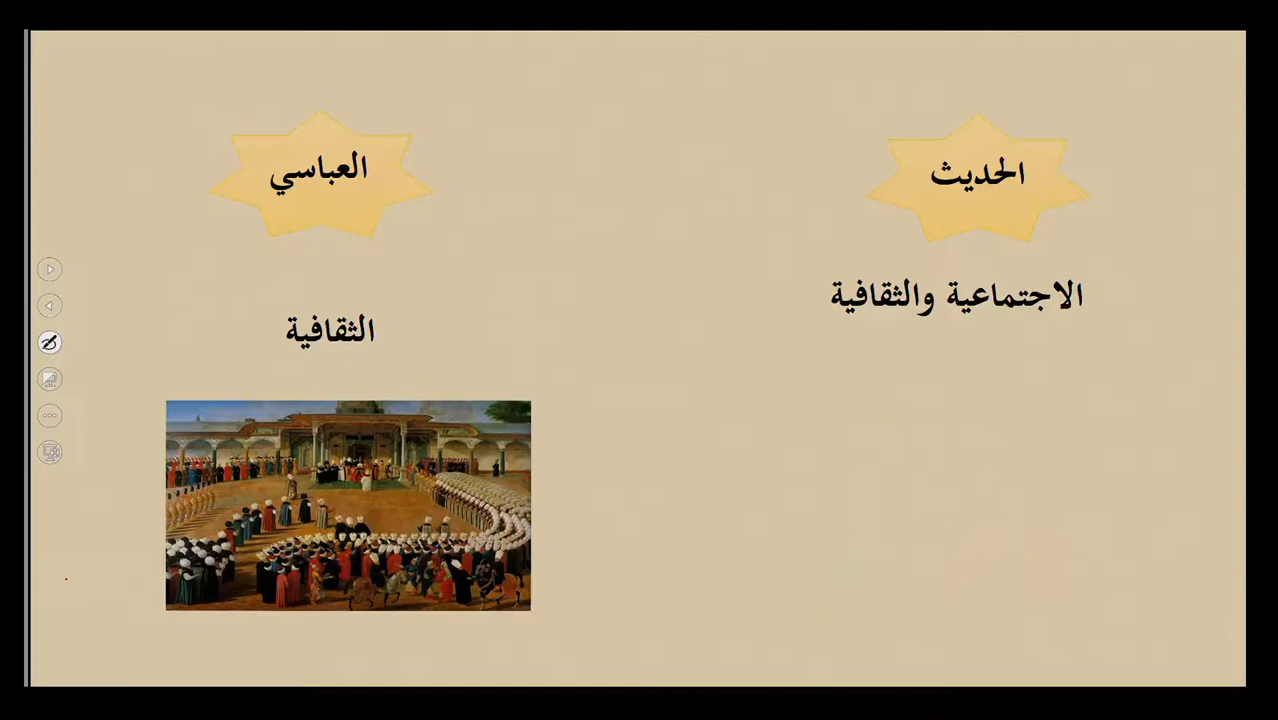 الحديث
العباسي
الاجتماعية والثقافية
الثقافية